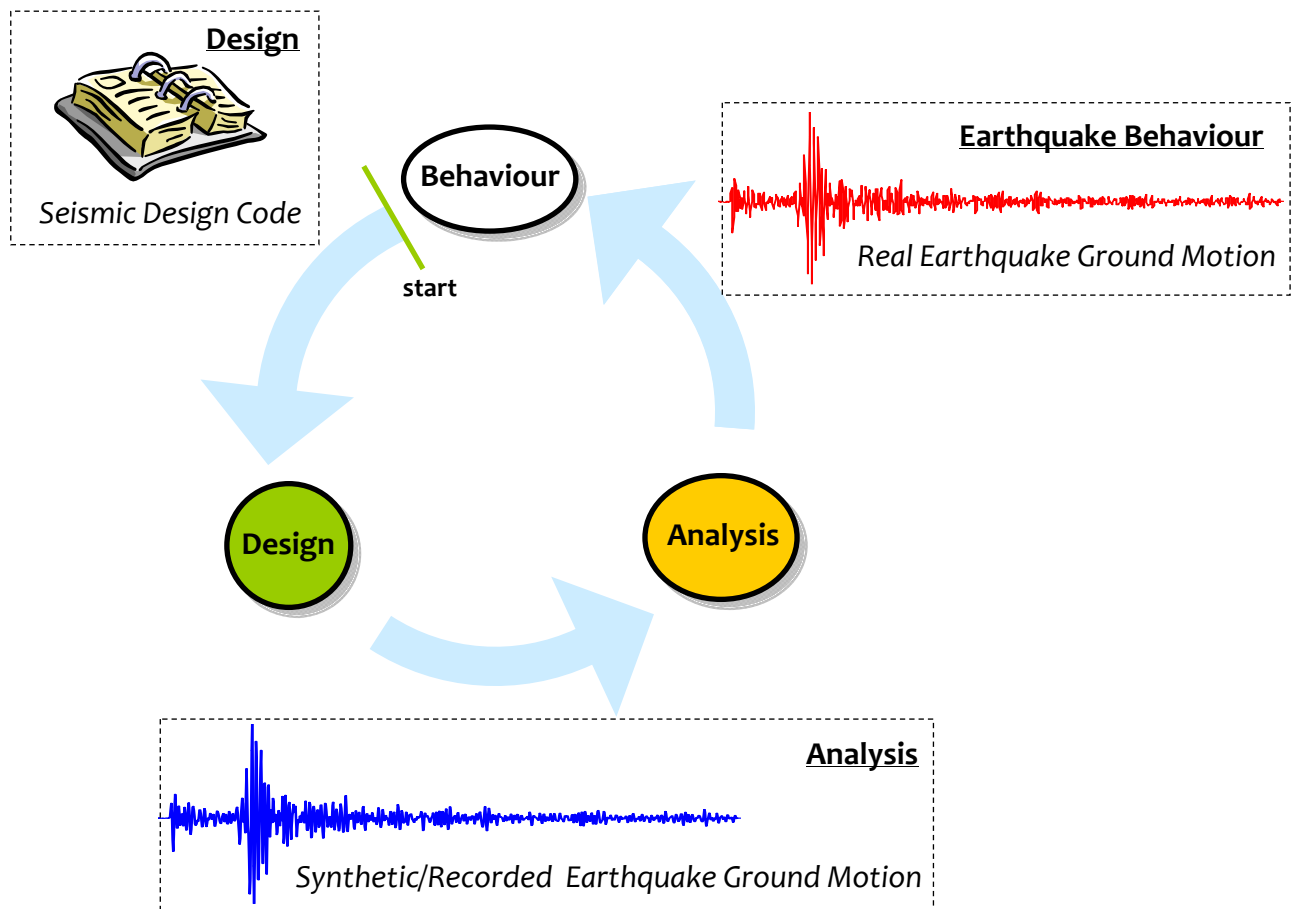 Design
Seismic Design Code
Behaviour
start
Earthquake Behaviour
Real Earthquake Ground Motion
Design
Analysis
Analysis
Synthetic/Recorded Earthquake Ground Motion